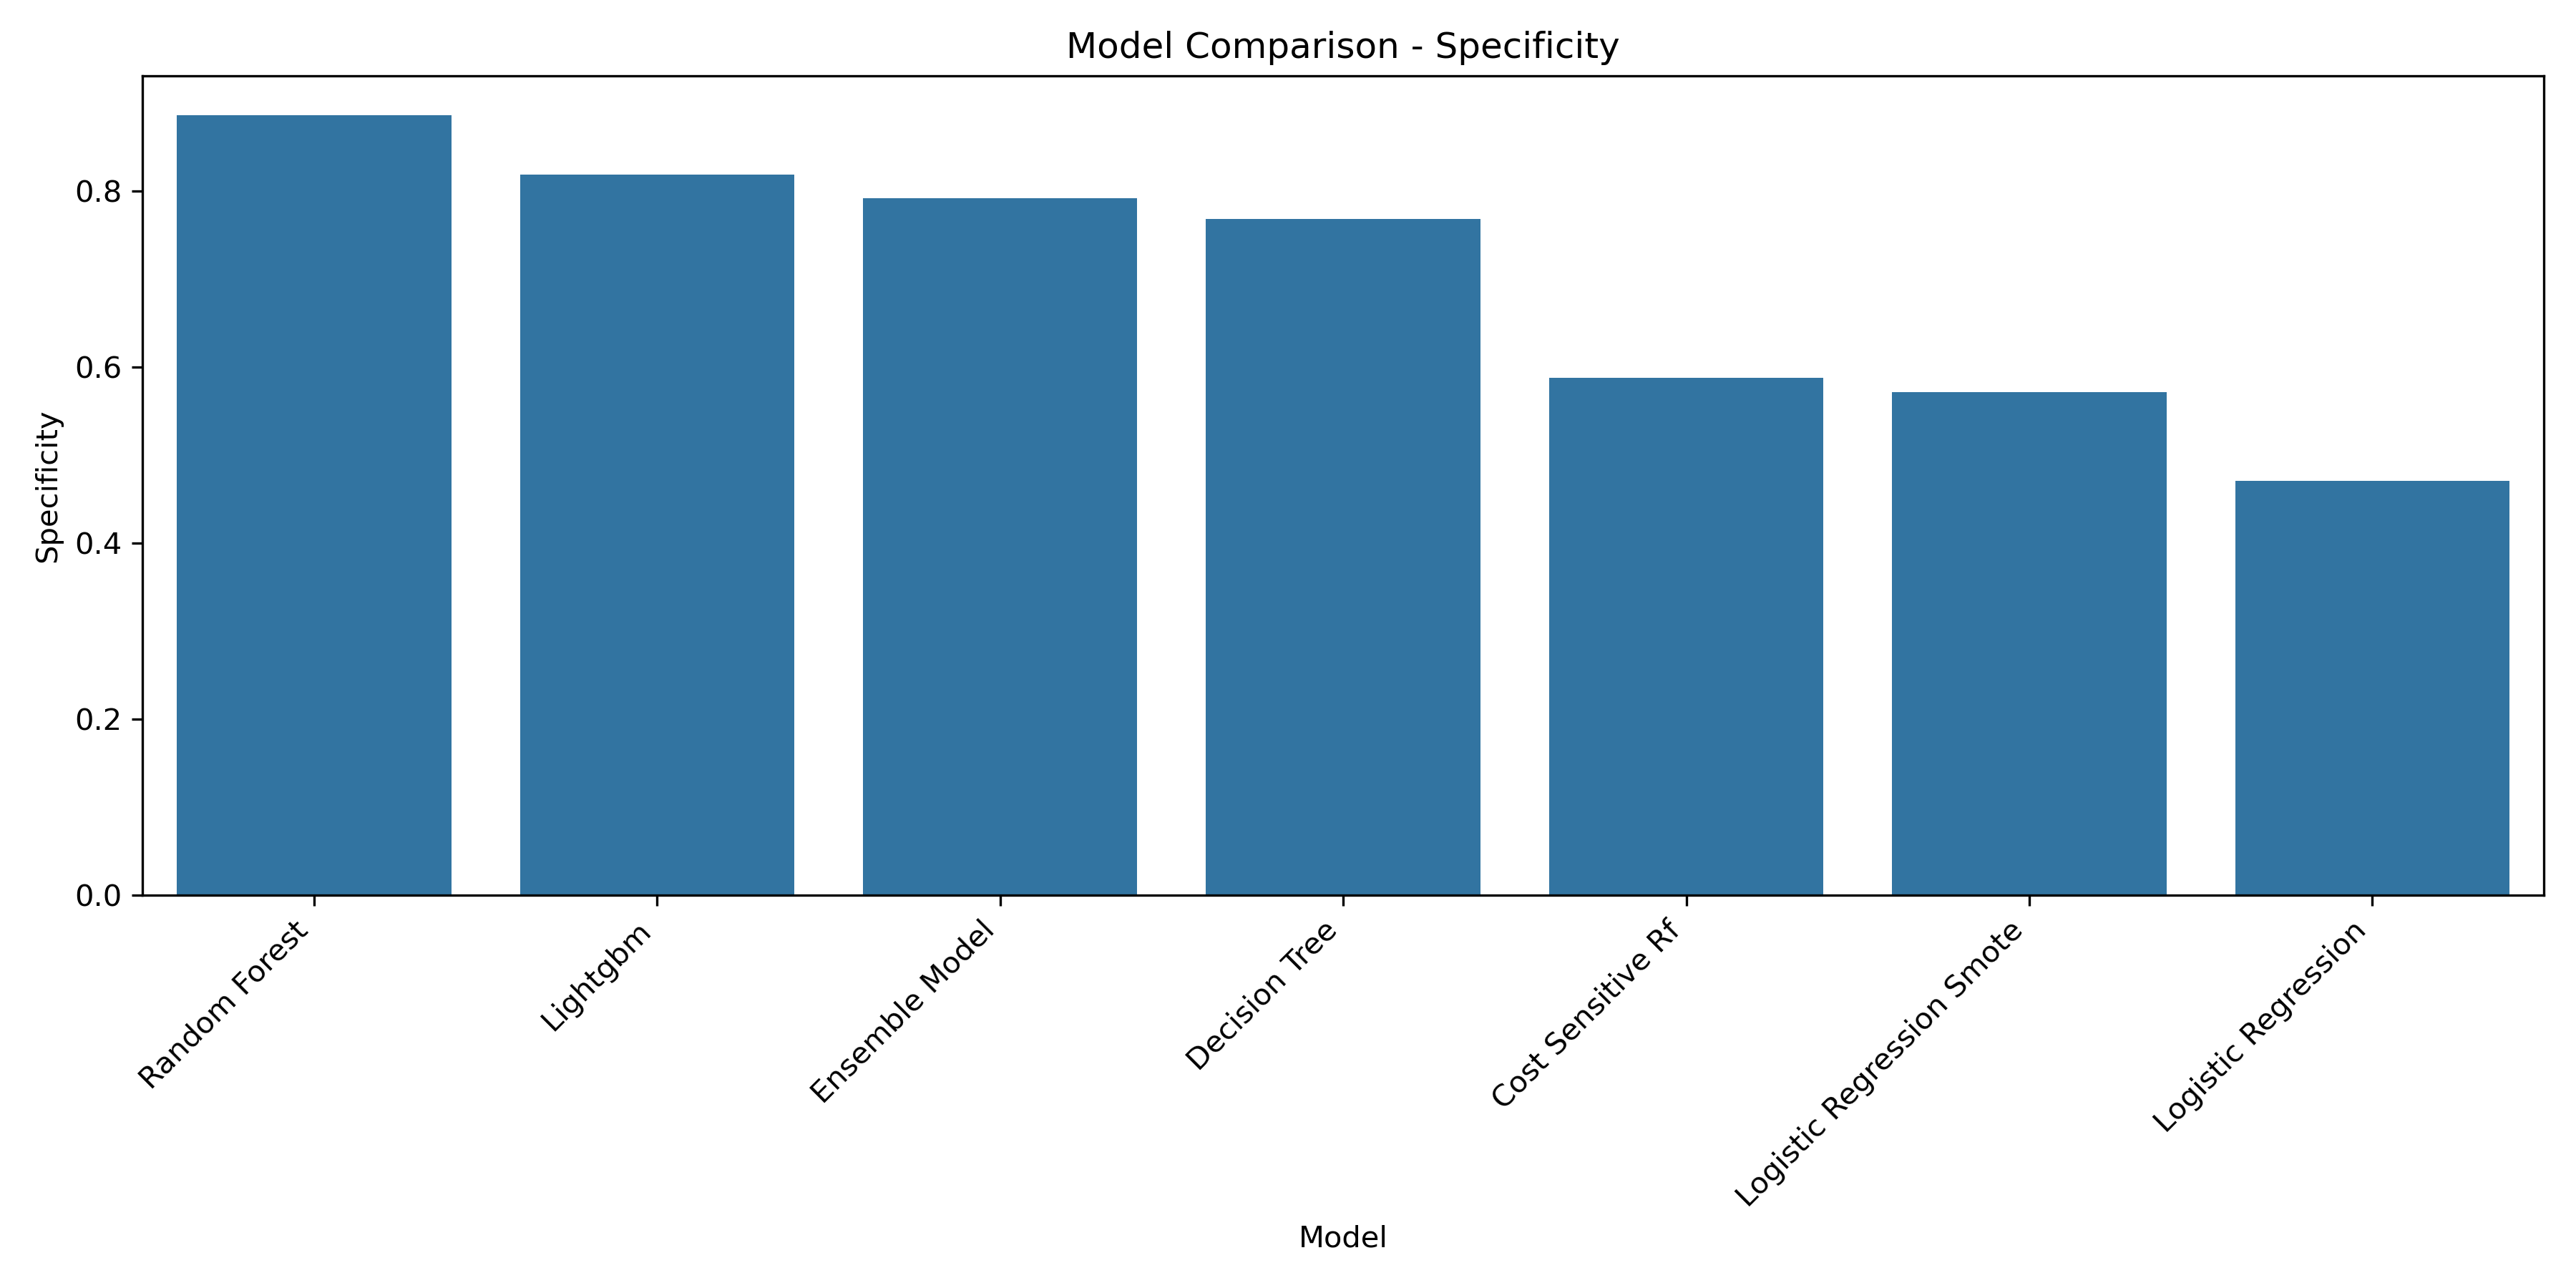 Model Comparison - Specificity
Specificity
0.8
0.6
0.4
0.2
0.0
Random Forest
Lightgbm
Ensemble Model
Decision Tree
Cost Sensitive Rf
Logistic Regression Smote
Logistic Regression
Model